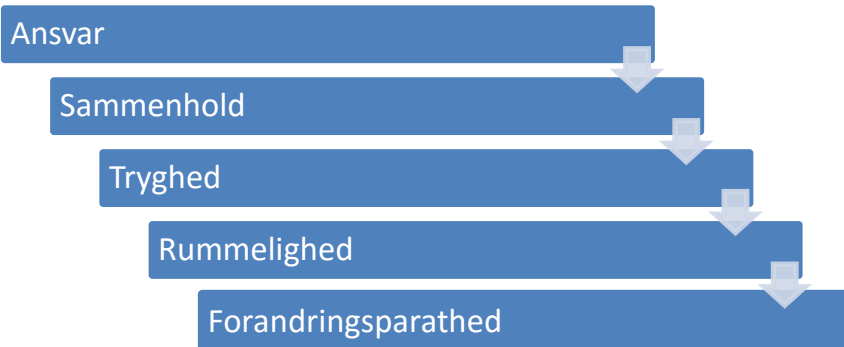 Ansvar
Sammenhold
Tryghed
Rummelighed
Forandringsparathed